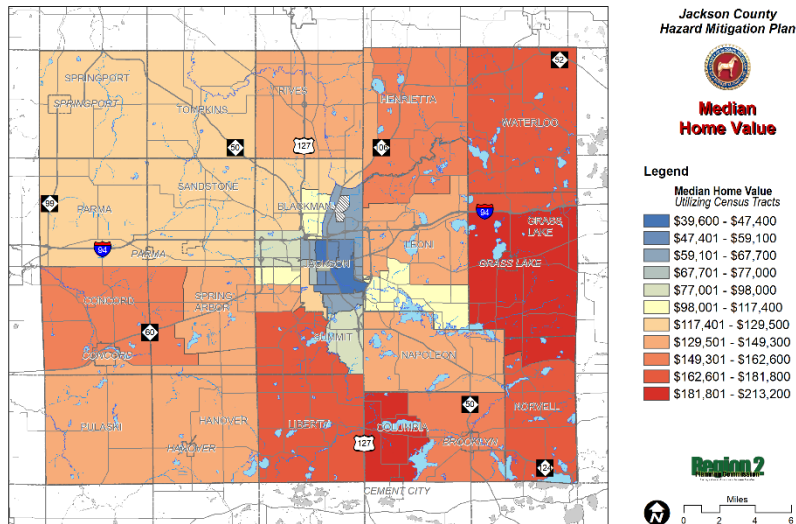 Jackson County
Hazard Mitigation Plan
Median
Home Value
Legend
Median Home Value
Utilizing Census Tracts
$39,600 - $47,400
$47,401 - $59,100
$59,101 - $67,700
$67,701 - $77,000
$77,001 - $98,000
$98,001 - $117,400
$117,401 - $129,500
$129,501 - $149,300
$149,301 - $162,600
$162,601 - $181,800
$181,801 - $213,200
Region 2
N
Miles
0 2 4 6
52
SPRINGPORT
SPRINGPORT
TOMPKINS
RIVES
HENRIETTA
WATERLOO
50
127
106
99
PARMA
SANDSTONE
BLACKMAN
94
GRASS
LAKE
LEONI
94
PARMA
JACKSON
GRASS LAKE
CONCORD
SPRING
ARBOR
60
CONCORD
SUMMIT
NAPOLEON
50
NORVELL
PULASKI
HANOVER
HANOVER
LIBERTY
COLUMBIA
127
BROOKLYN
124
CEMENT CITY